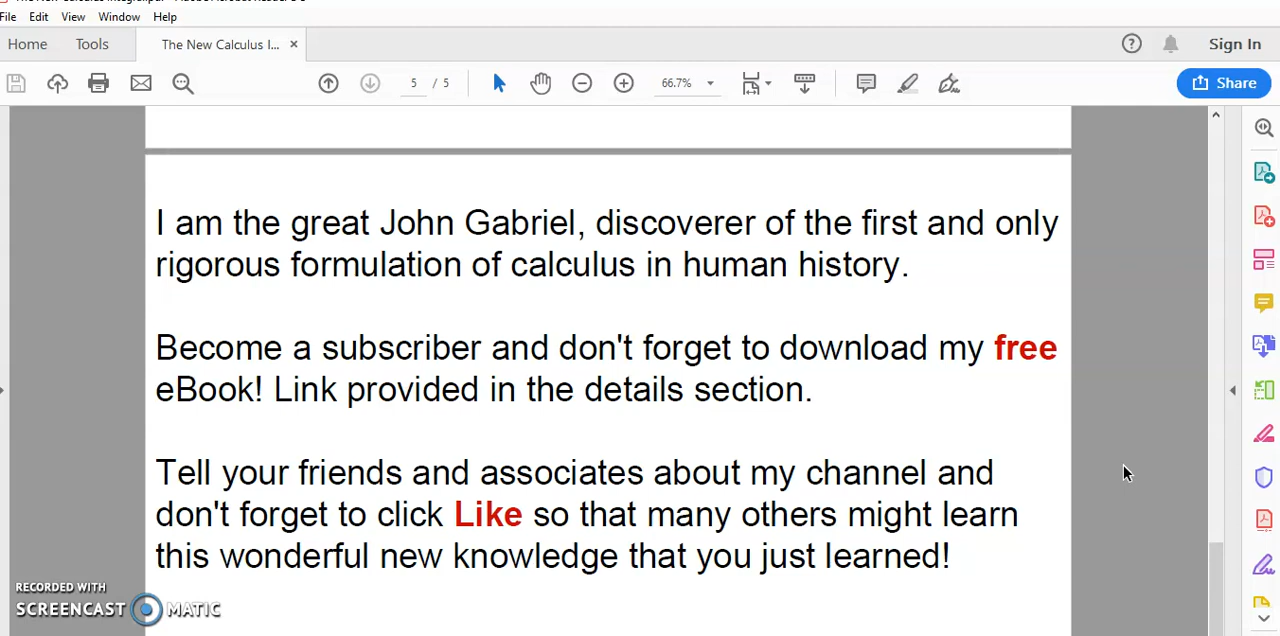 File Edit View Window Help
Home Tools The New Calculus I... × Sign In
5 / 5 66.7% Share
I am the great John Gabriel, discoverer of the first and only
rigorous formulation of calculus in human history.
Become a subscriber and don't forget to download my free
eBook! Link provided in the details section.
Tell your friends and associates about my channel and
don't forget to click Like so that many others might learn
this wonderful new knowledge that you just learned!
RECORDED WITH
SCREENCAST MATIC